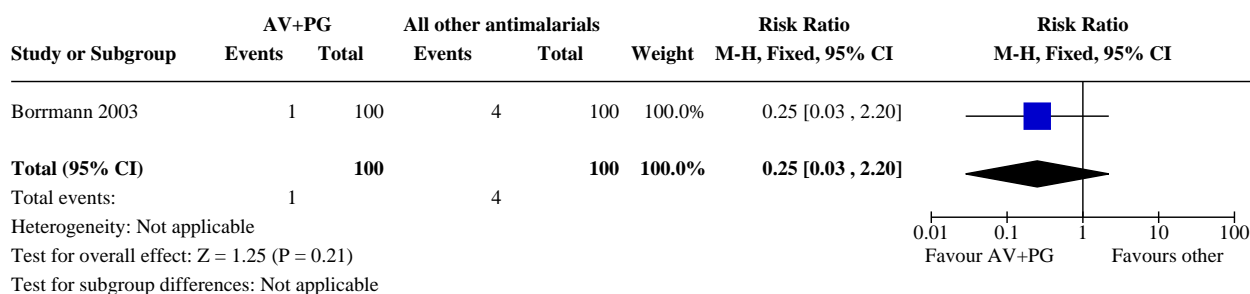 AV+PG All other antimalarials Risk Ratio Risk Ratio
Study or Subgroup Events Total Events Total Weight M-H, Fixed, 95% CI M-H, Fixed, 95% CI
Borrmann 2003 1 100 4 100 100.0% 0.25 [0.03 , 2.20]
Total (95% CI) 100 100 100.0% 0.25 [0.03 , 2.20]
Total events: 1 4
Heterogeneity: Not applicable
0.01 0.1 1 10 100
Test for overall effect: Z = 1.25 (P = 0.21) Favour AV+PG Favours other
Test for subgroup differences: Not applicable